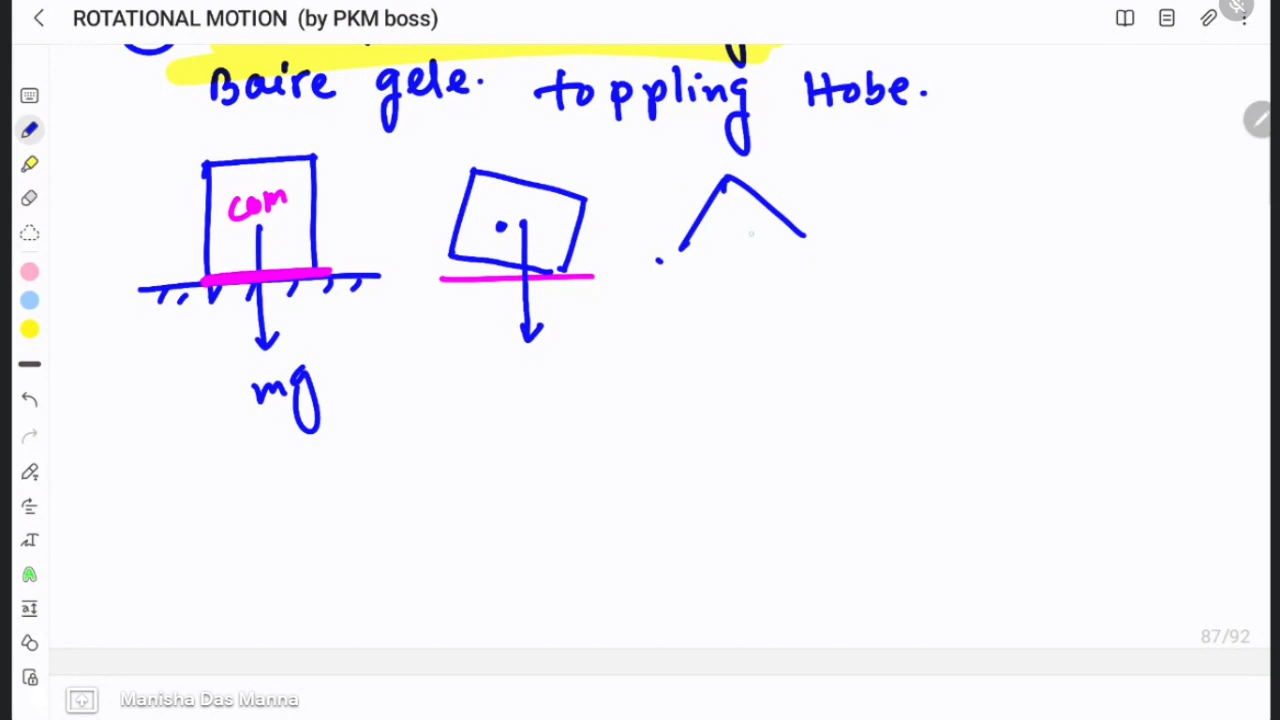 ROTATIONAL MOTION (by PKM boss)
Baire gele. toppling Hobe.
com
mg
87/92
Manisha Das Manna